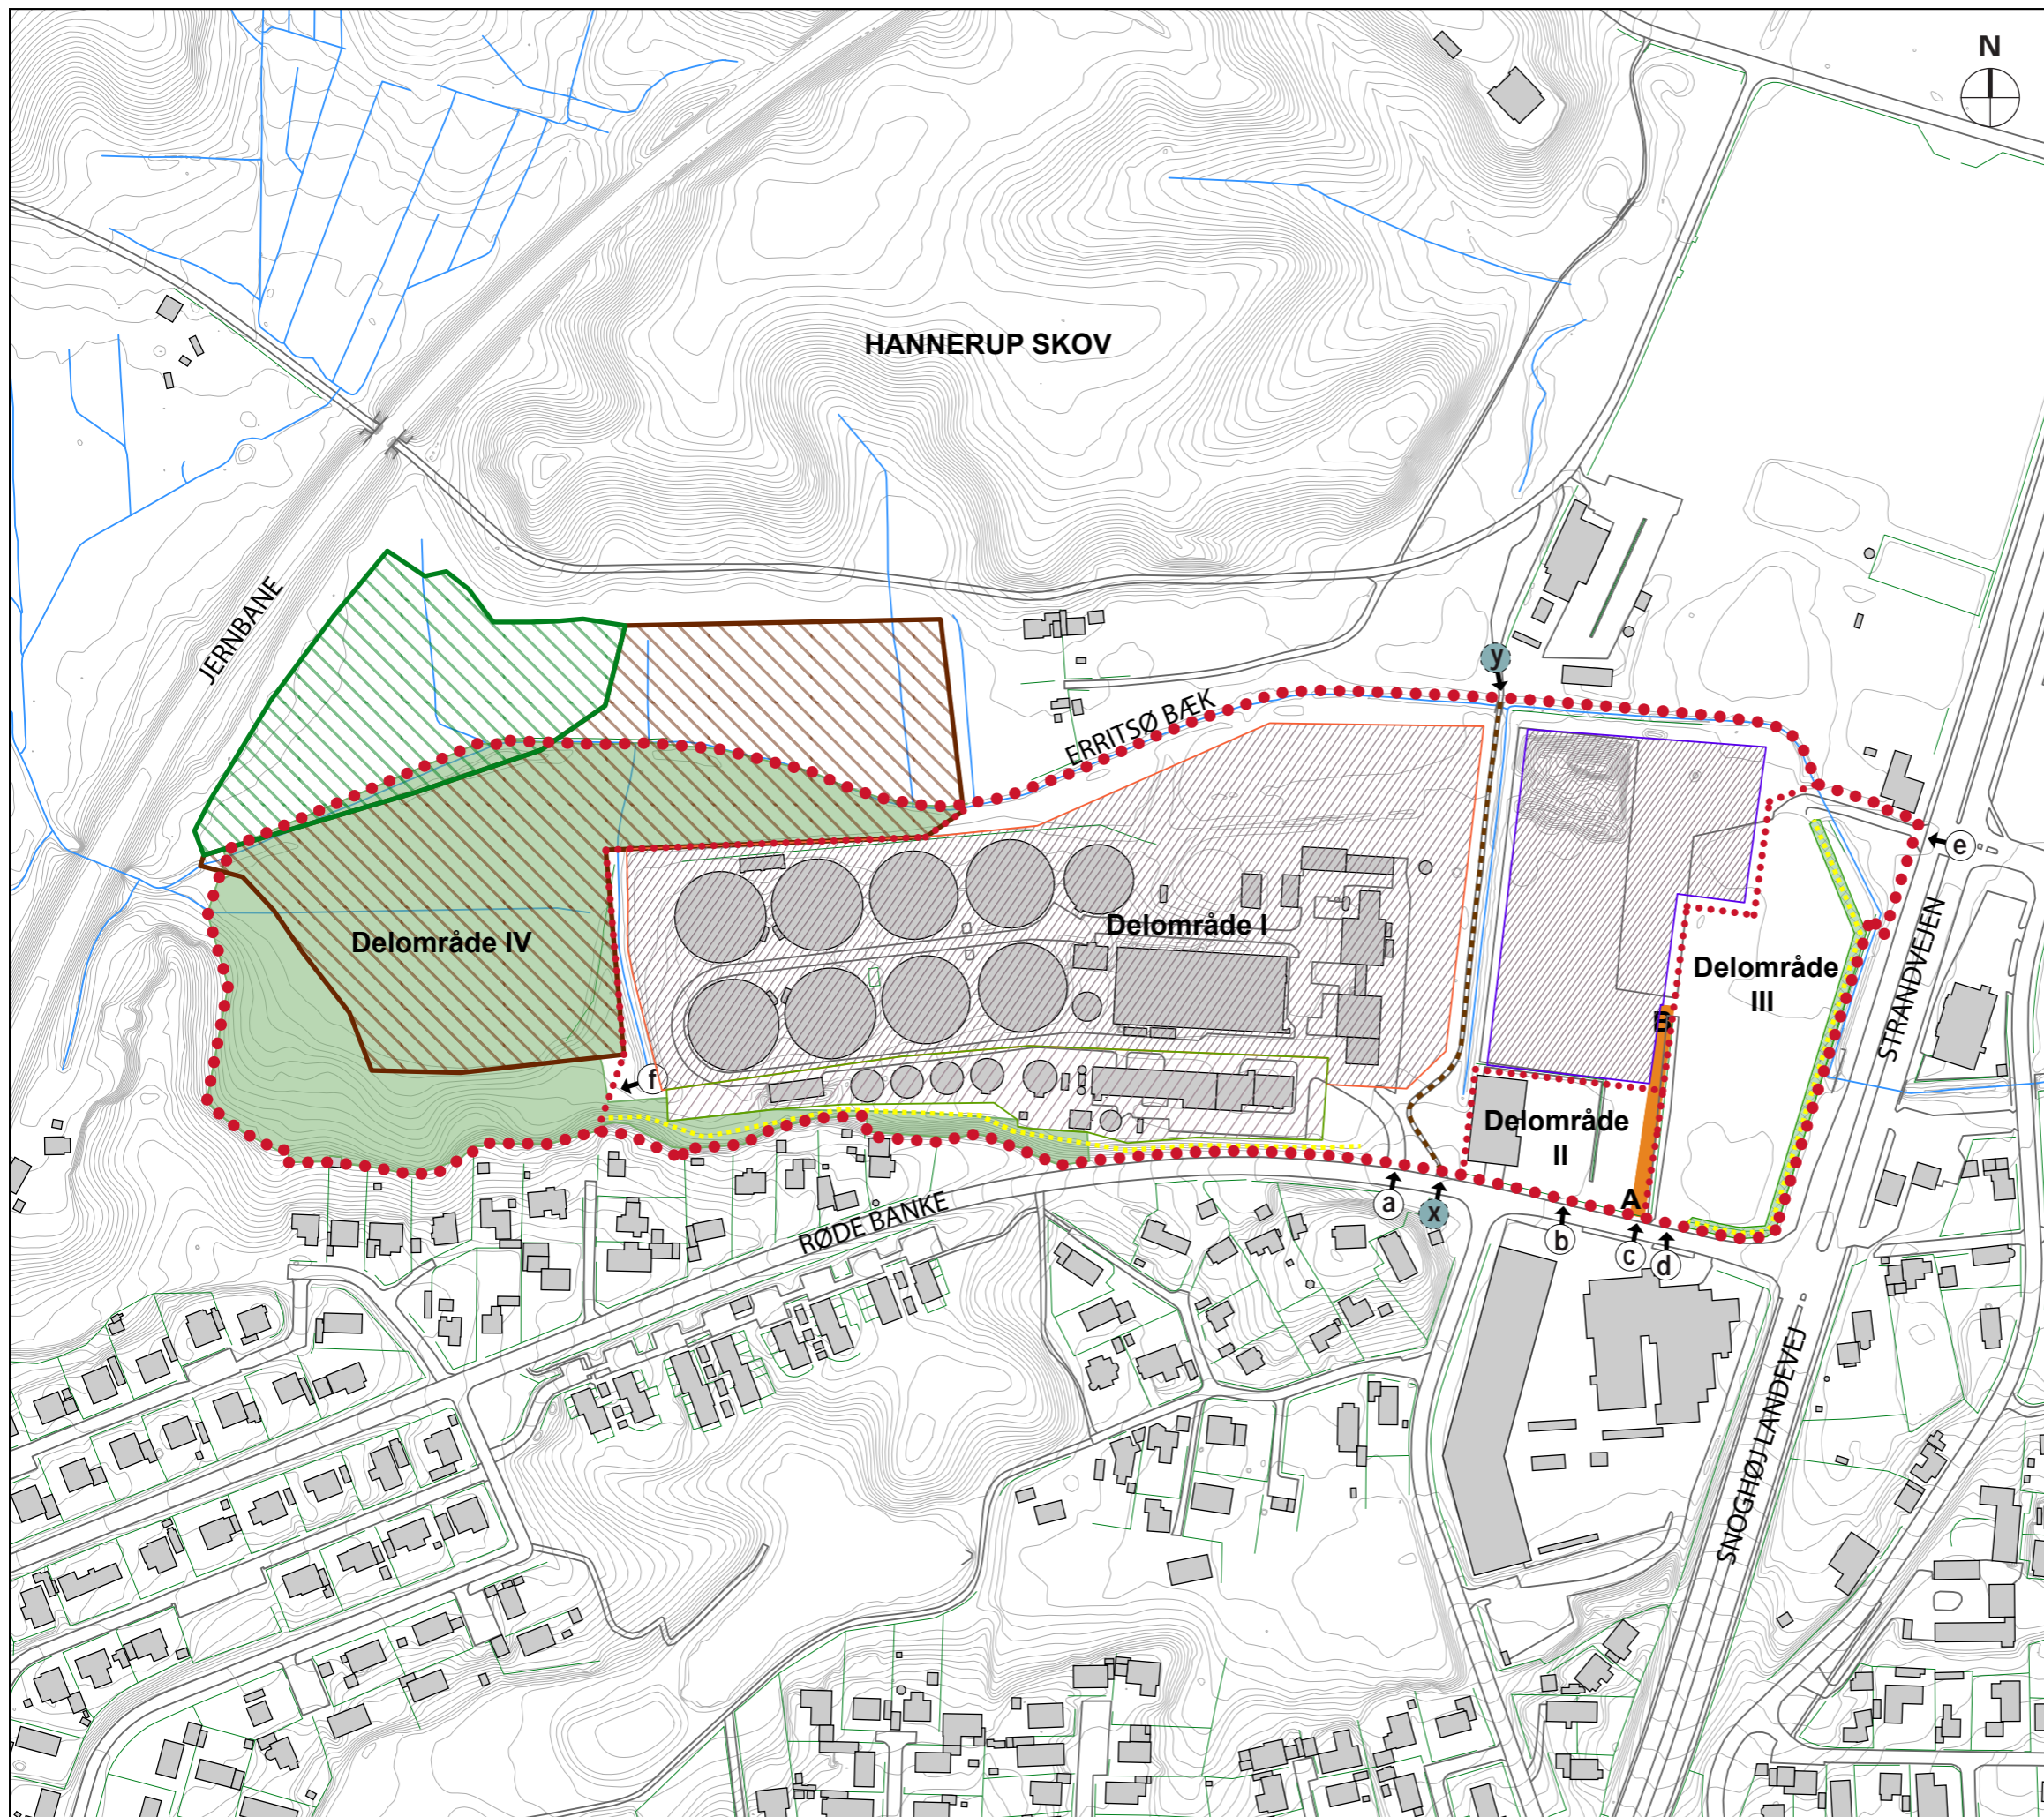 N
HANNERUP SKOV
JERNBANE
y
ERRITSØ BÆK
e
Delområde I
Delområde IV
Delområde
III
STRANDVEJEN
B
f
Delområde
II
A
a
x
b
c
d
RØDE BANKE
SNOGHØJ LANDEVEJ